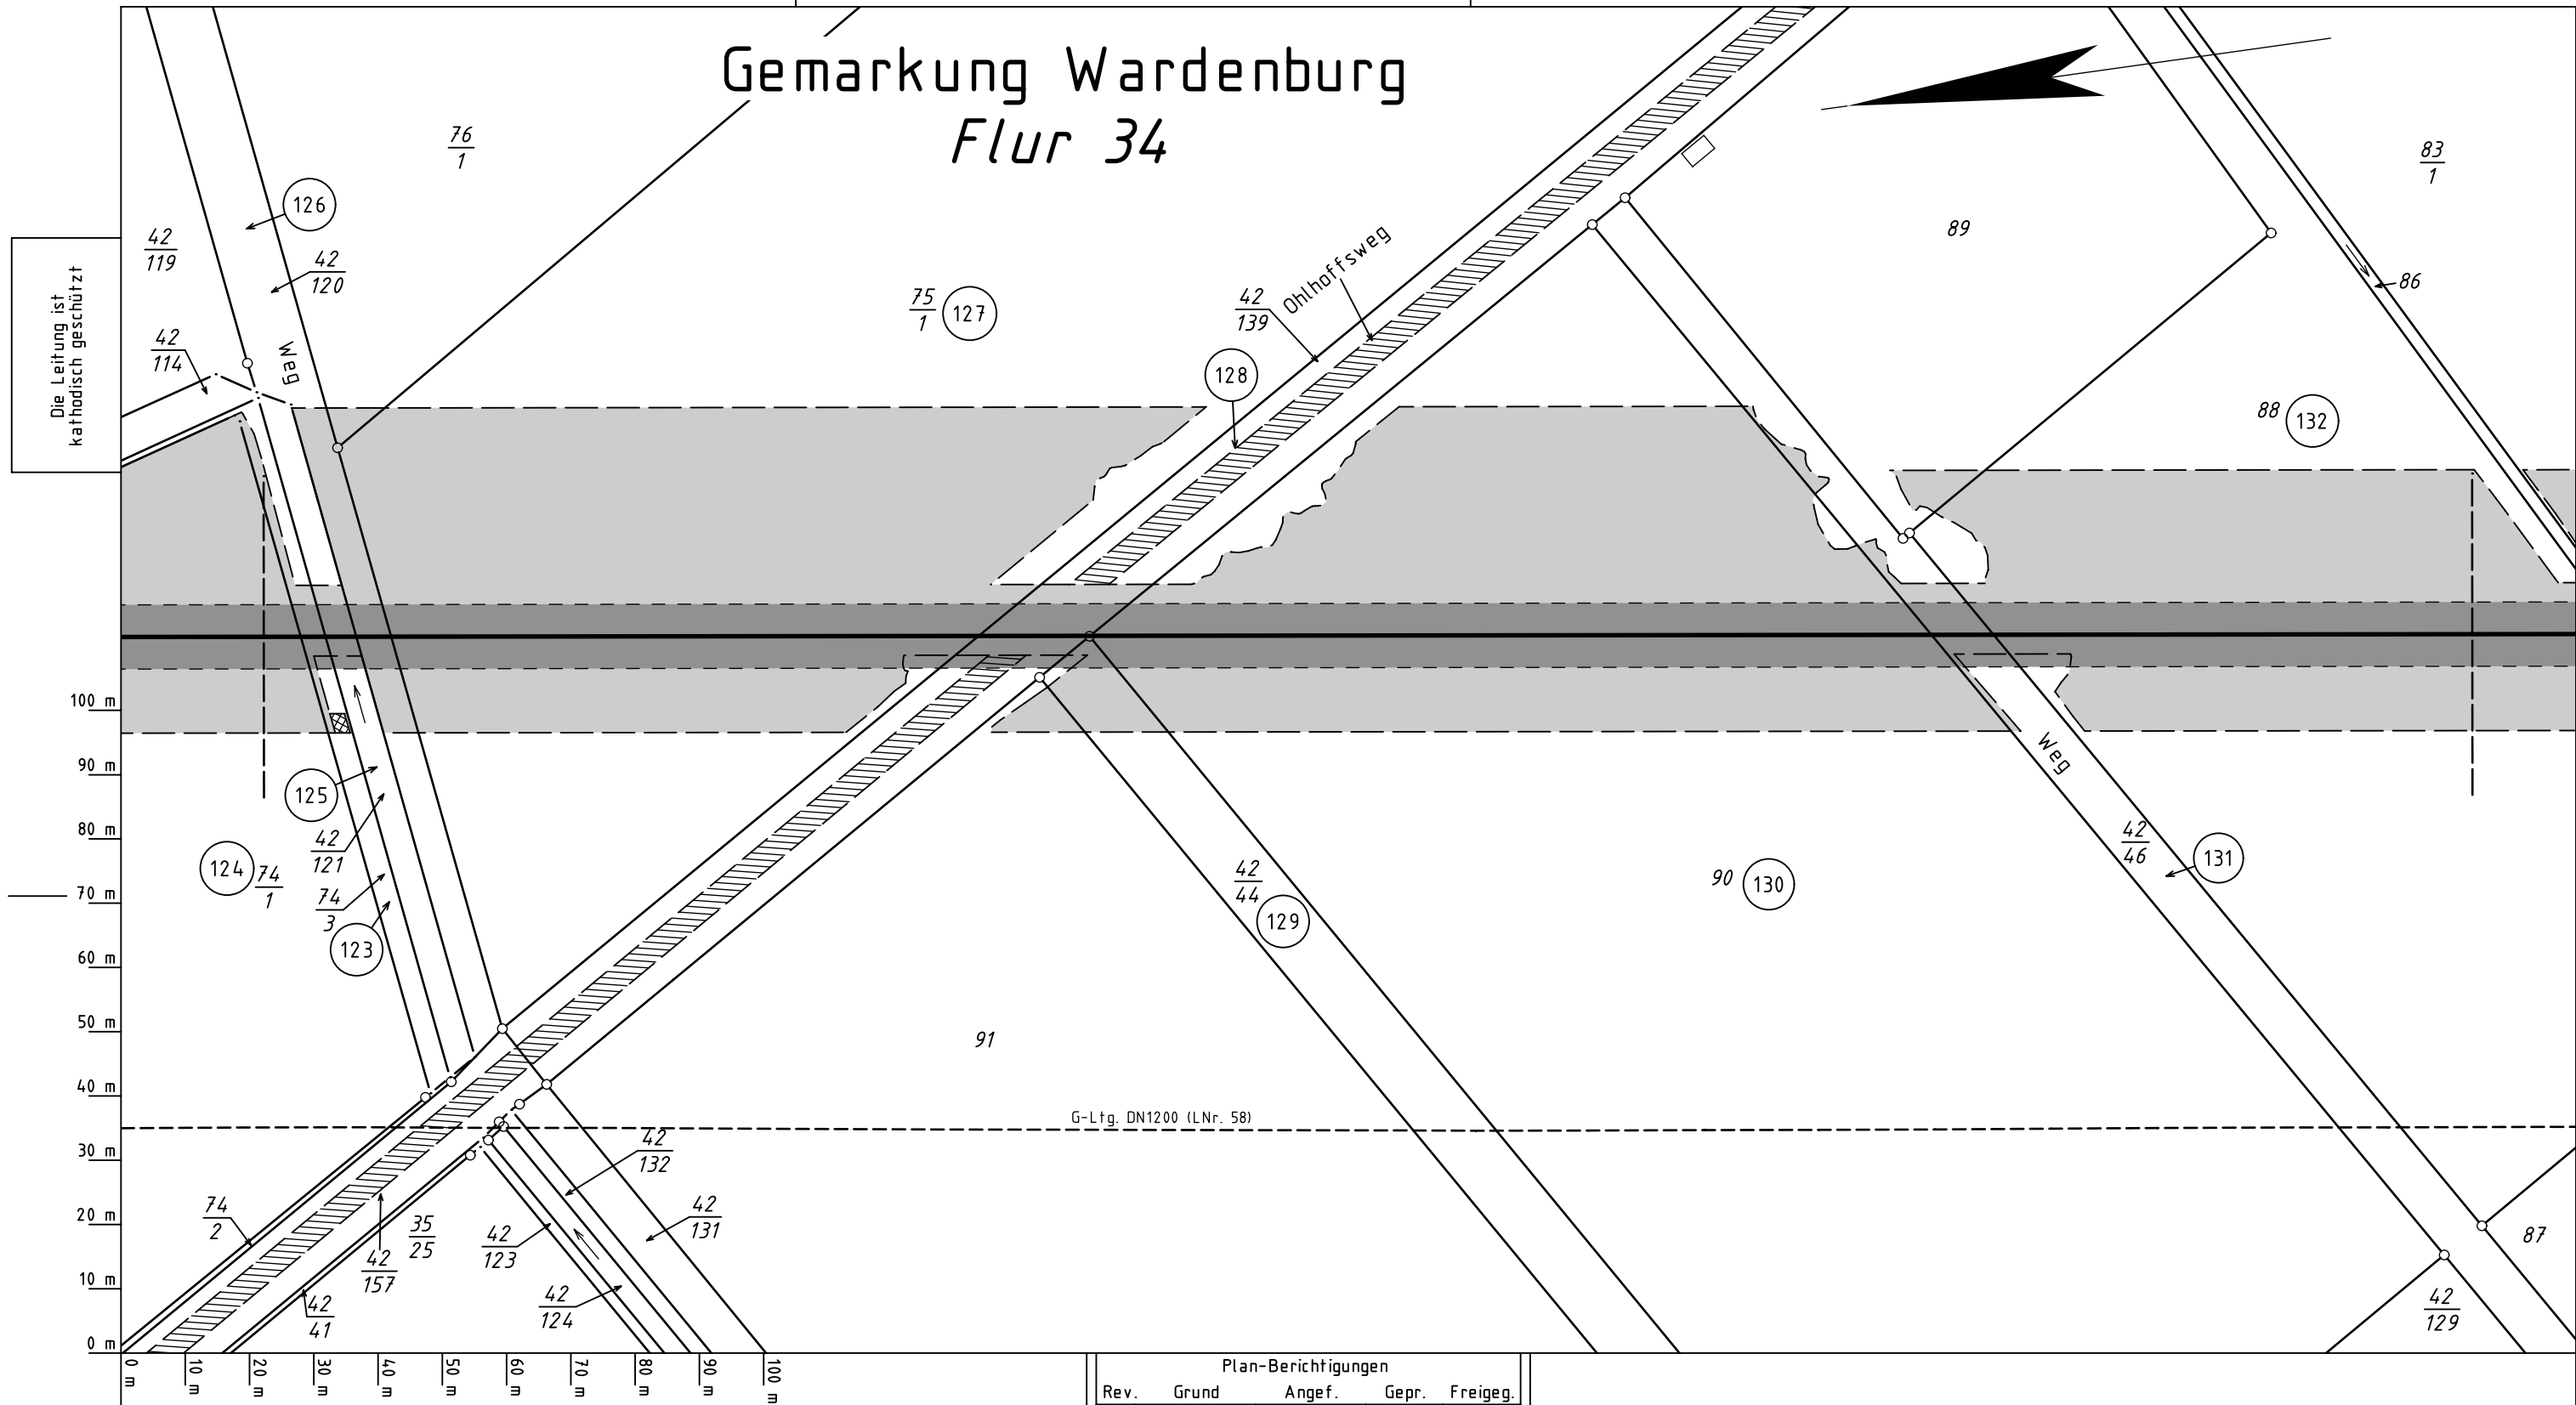 Gemarkung Wardenburg
Flur 34
76
1
126
42
119
42
120
42
114
Weg
Die Leitung ist
kathodisch geschützt
75
1
127
42
139
Ohlhoffsweg
128
89
83
1
86
88
132
100 m
90 m
80 m
70 m
60 m
50 m
40 m
30 m
20 m
10 m
0 m
125
42
121
124
74
1
74
3
123
42
44
129
90
130
Weg
42
46
131
91
G-Ltg. DN1200 (LNr. 58)
42
132
42
131
74
2
35
25
42
157
42
123
42
124
42
41
87
42
129
0 m
10 m
20 m
30 m
40 m
50 m
60 m
70 m
80 m
90 m
100 m
Plan-Berichtigungen
Rev. Grund Angef. Gepr. Freigeg.